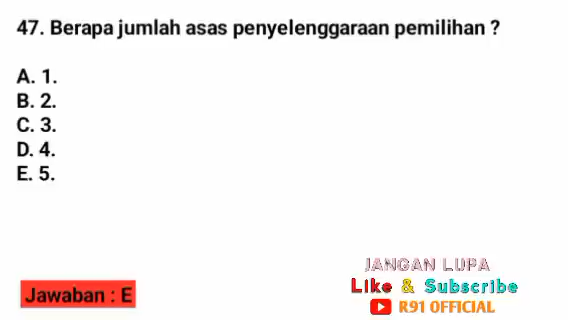 47. Berapa jumlah asas penyelenggaraan pemilihan ?
A. 1.
B. 2.
C. 3.
D. 4.
E. 5.
Jawaban : E
JANGAN LUPA
Like & Subscribe
R91 OFFICIAL